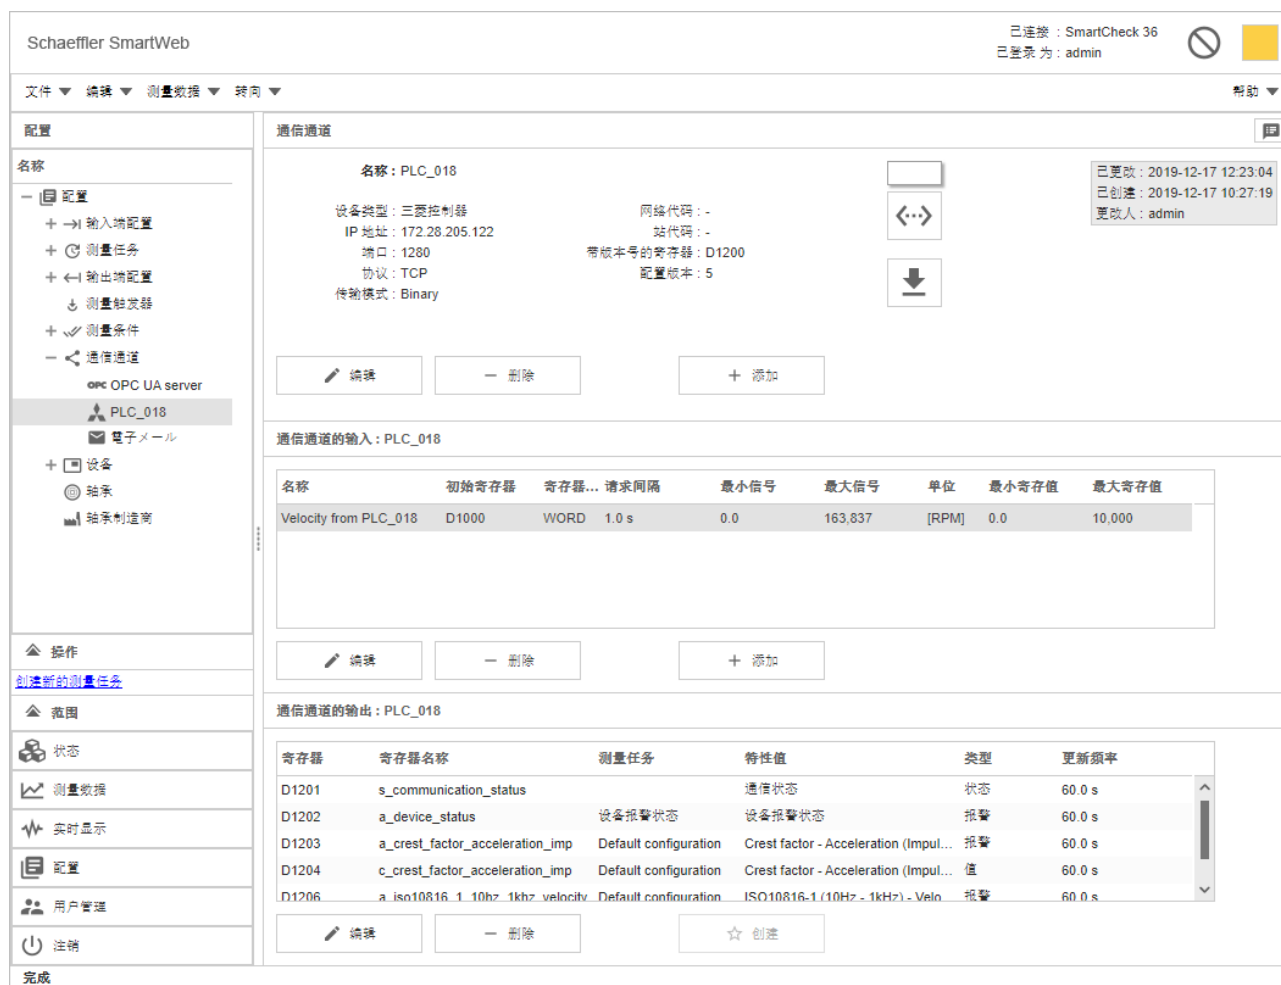 Schaeffler SmartWeb
已连接 : SmartCheck 36
已登录 为 : admin
文件 编辑 测量数据 转向 帮助
配置
名称
配置
输入端配置
测量任务
输出端配置
测量触发器
测量条件
通信通道
OPC OPC UA server
PLC_018
電子メール
设备
轴承
轴承制造商
操作
创建新的测量任务
范围
状态
测量数据
实时显示
配置
用户管理
注销
完成
通信通道
名称 : PLC_018
设备类型 : 三菱控制器
IP 地址 : 172.28.205.122
端口 : 1280
协议 : TCP
传输模式 : Binary
网络代码 : -
站代码 : -
带版本号的寄存器 : D1200
配置版本 : 5
已更改 : 2019-12-17 12:23:04
已创建 : 2019-12-17 10:27:19
更改人 : admin
编辑 删除 添加
通信通道的输入 : PLC_018
名称 初始寄存器 寄存器... 请求间隔 最小信号 最大信号 单位 最小寄存值 最大寄存值
Velocity from PLC_018 D1000 WORD 1.0 s 0.0 163,837 [RPM] 0.0 10,000
编辑 删除 添加
通信通道的输出 : PLC_018
寄存器 寄存器名称 测量任务 特性值 类型 更新频率
D1201 s_communication_status 通信状态 状态 60.0 s
D1202 a_device_status 设备报警状态 设备报警状态 报警 60.0 s
D1203 a_crest_factor_acceleration_imp Default configuration Crest factor - Acceleration (Impul... 报警 60.0 s
D1204 c_crest_factor_acceleration_imp Default configuration Crest factor - Acceleration (Impul... 值 60.0 s
D1206 a_iso10816_1_10hz_1khz_velocity Default configuration ISO10816-1 (10Hz - 1kHz) - Velo... 报警 60.0 s
编辑 删除 创建